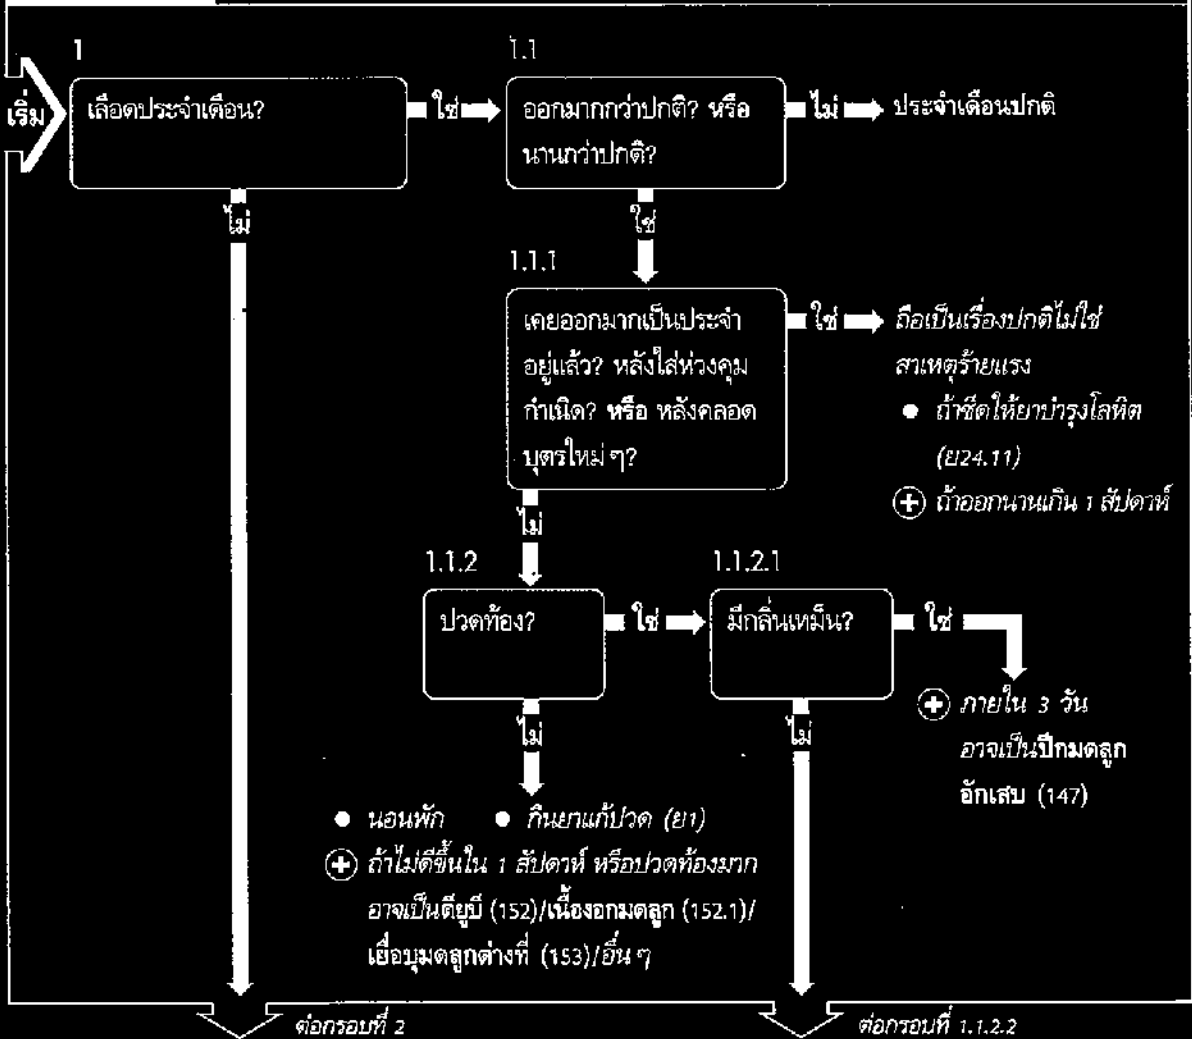 เริ่ม
1
เลือดประจำเดือน?
ใช่
1.1
ออกมากกว่าปกติ? หรือ
นานกว่าปกติ?
ไม่
ประจำเดือนปกติ
ไม่
ใช่
1.1.1
เคยออกมากเป็นประจำ
อยู่แล้ว? หลังใส่ห่วงคุม
กำเนิด? หรือ หลังคลอด
บุตรใหม่ ๆ?
ใช่
ถือเป็นเรื่องปกติไม่ใช่
สาเหตุร้ายแรง
● ถ้าซีดให้ยาบำรุงโลหิต
(ย24.11)
⊕ ถ้าออกนานเกิน 1 สัปดาห์
ไม่
1.1.2
ปวดท้อง?
ใช่
1.1.2.1
มีกลิ่นเหม็น?
ใช่
⊕ ภายใน 3 วัน
อาจเป็นปีกมดลูก
อักเสบ (147)
ไม่
ไม่
● นอนพัก ● กินยาแก้ปวด (ย1)
⊕ ถ้าไม่ดีขึ้นใน 1 สัปดาห์ หรือปวดท้องมาก
อาจเป็นดียูบี (152)/เนื้องอกมดลูก (152.1)/
เยื่อบุมดลูกต่างที่ (153)/อื่น ๆ
ต่อกรอบที่ 2
ต่อกรอบที่ 1.1.2.2